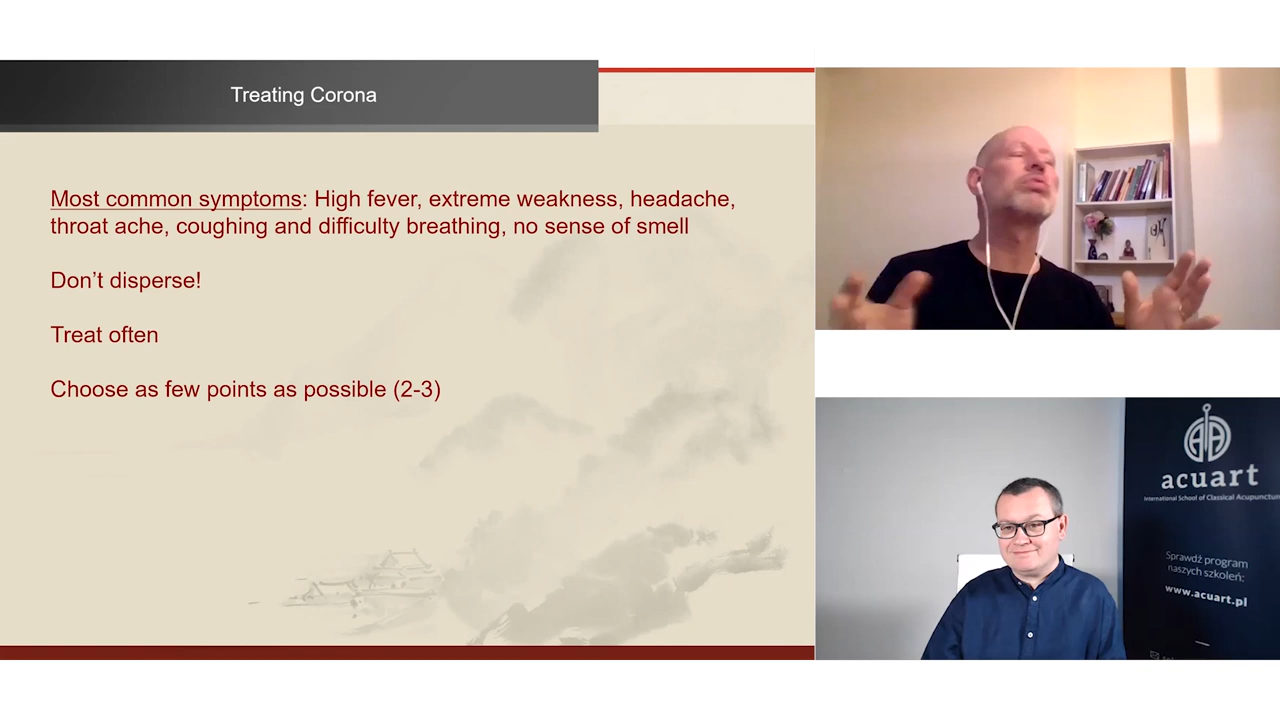 Treating Corona
Most common symptoms: High fever, extreme weakness, headache,
throat ache, coughing and difficulty breathing, no sense of smell
Don’t disperse!
Treat often
Choose as few points as possible (2-3)
acuart
International School of Classical Acupunctur
Sprawdź program
naszych szkoleń:
www.acuart.pl